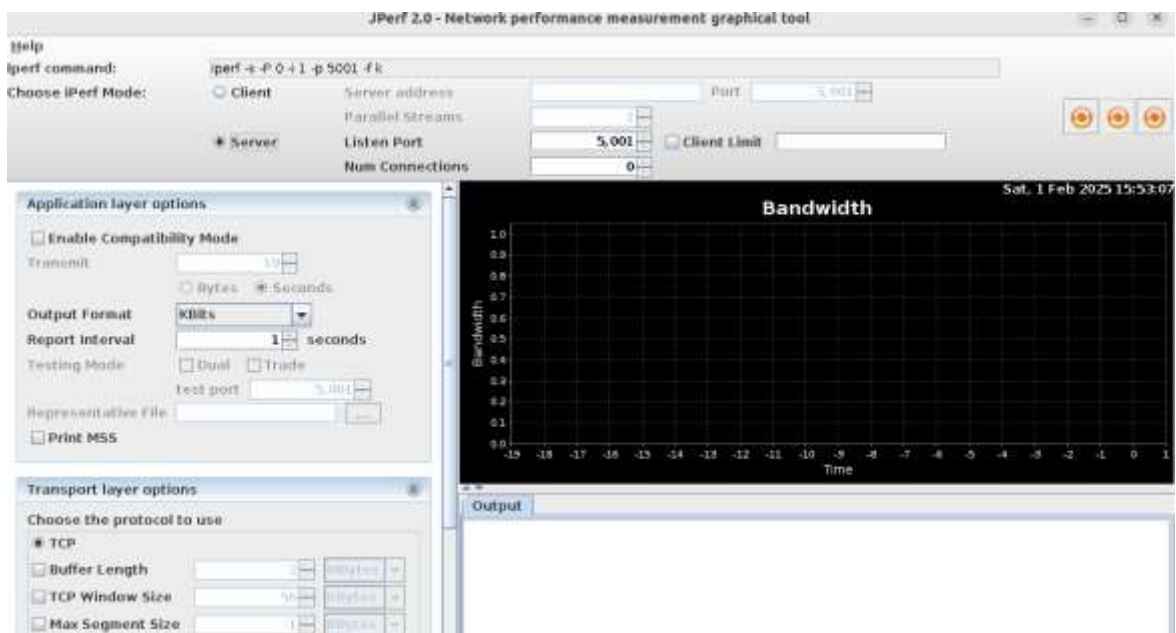 JPerf 2.0 - Network performance measurement graphical tool
Help
Iperf command: iperf -s -P 0 -i 1 -p 5001 -f k
Choose iPerf Mode: Client Server address Port 5,001
Parallel Streams 1
Server Listen Port 5,001 Client Limit
Num Connections 0
Application layer options
Enable Compatibility Mode
Transmit 10
Bytes Seconds
Output Format KBits
Report Interval 1 seconds
Testing Mode Dual Trade
test port 5,001
Representative File ...
Print MSS
Transport layer options
Choose the protocol to use
TCP
Buffer Length 2 KBytes
TCP Window Size 56 KBytes
Max Segment Size 1 KBytes
Sat, 1 Feb 2025 15:53:07
Bandwidth
1.0
0.9
0.8
0.7
0.6
0.5
0.4
0.3
0.2
0.1
0.0
Bandwidth
-19 -18 -17 -16 -15 -14 -13 -12 -11 -10 -9 -8 -7 -6 -5 -4 -3 -2 -1 0 1
Time
Output